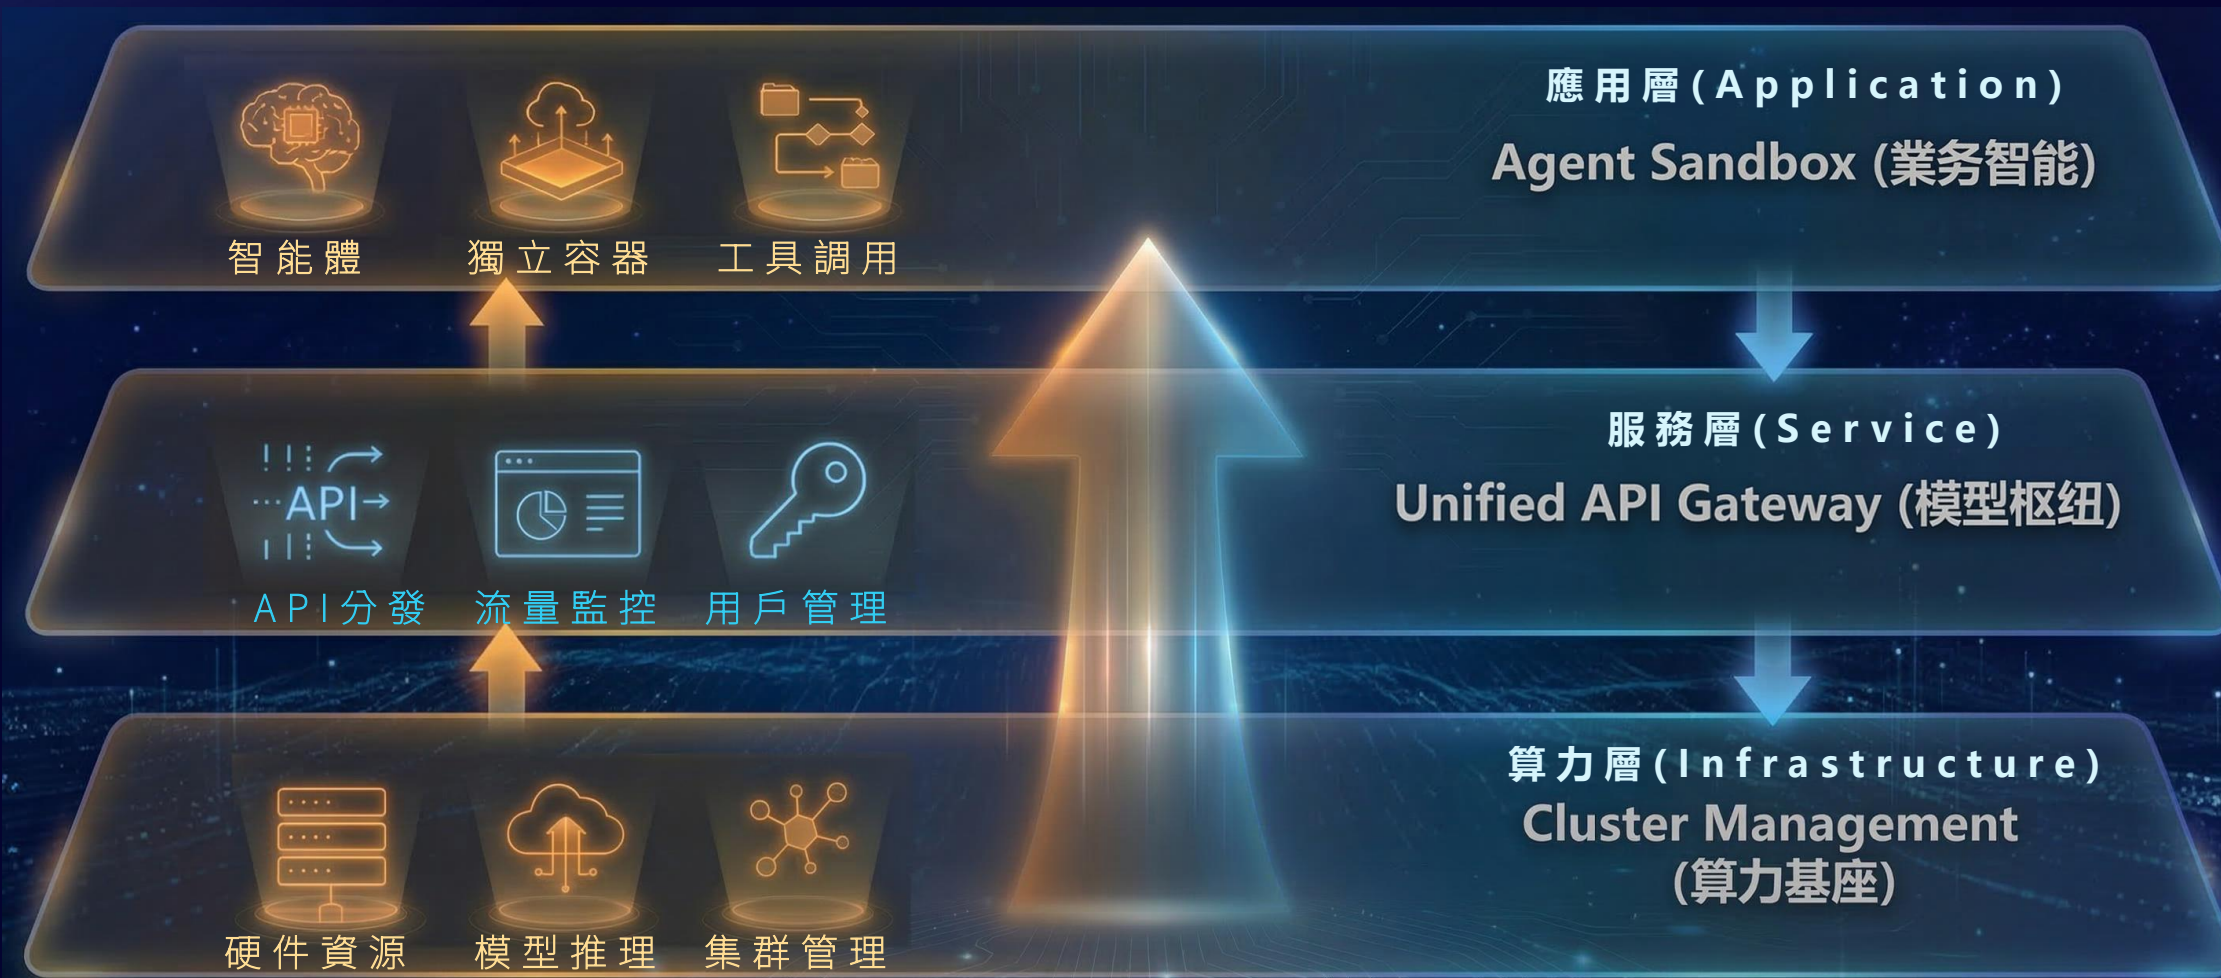 應用層(Application)
Agent Sandbox (業务智能)
智能體
獨立容器
工具調用
服務層(Service)
Unified API Gateway (模型枢纽)
API
API分發
流量監控
用戶管理
算力層(Infrastructure)
Cluster Management
(算力基座)
硬件資源
模型推理
集群管理